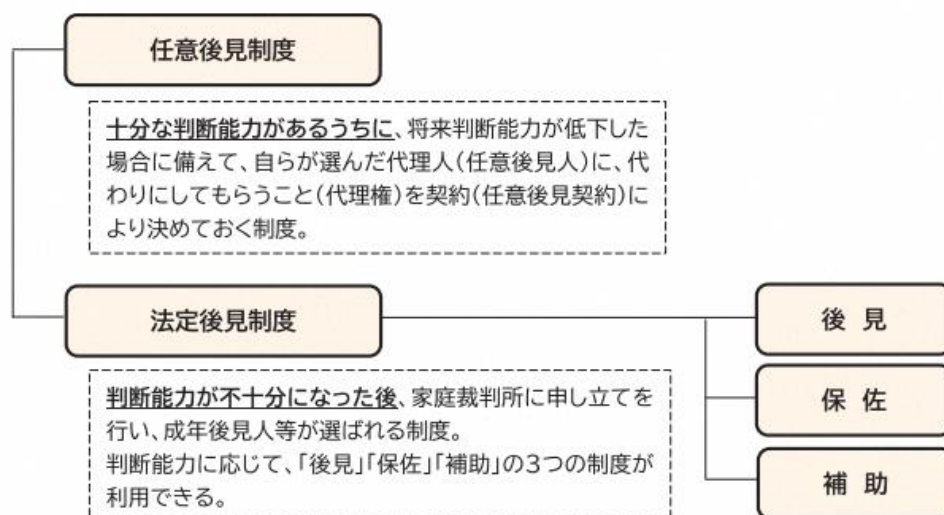 任意後見制度
十分な判断能力があるうちに、将来判断能力が低下した
場合に備えて、自らが選んだ代理人(任意後見人)に、代
わりにしてもらうこと(代理権)を契約(任意後見契約)に
より決めておく制度。
法定後見制度
判断能力が不十分になった後、家庭裁判所に申し立てを
行い、成年後見人等が選ばれる制度。
判断能力に応じて、「後見」「保佐」「補助」の3つの制度が
利用できる。
後 見
保 佐
補 助